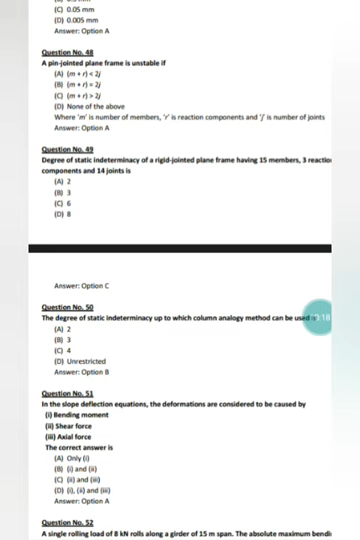 (C) 0.05 mm
(D) 0.005 mm
Answer: Option A
Question No. 48
A pin-jointed plane frame is unstable if
(A) (m + r) < 2j
(B) (m + r) = 2j
(C) (m + r) > 2j
(D) None of the above
Where 'm' is number of members, 'r' is reaction components and 'j' is number of joints
Answer: Option A
Question No. 49
Degree of static indeterminacy of a rigid-jointed plane frame having 15 members, 3 reactio
components and 14 joints is
(A) 2
(B) 3
(C) 6
(D) 8
Answer: Option C
Question No. 50
The degree of static indeterminacy up to which column analogy method can be used
(A) 2
(B) 3
(C) 4
(D) Unrestricted
Answer: Option B
Question No. 51
In the slope deflection equations, the deformations are considered to be caused by
(i) Bending moment
(ii) Shear force
(iii) Axial force
The correct answer is
(A) Only (i)
(B) (i) and (ii)
(C) (ii) and (iii)
(D) (i), (ii) and (iii)
Answer: Option A
Question No. 52
A single rolling load of 8 kN rolls along a girder of 15 m span. The absolute maximum bendi